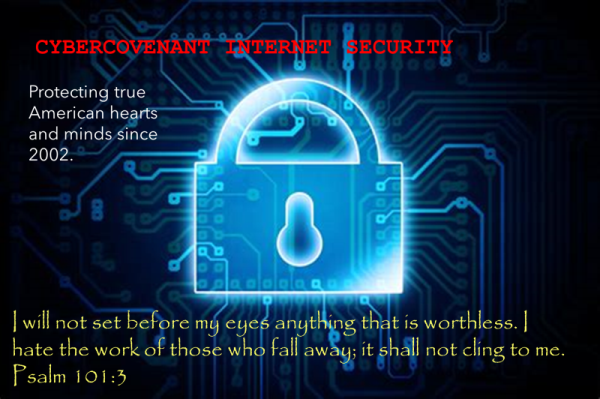 CYBERCOVENANT INTERNET SECURITY
Protecting true
American hearts
and minds since
2002.
I will not set before my eyes anything that is worthless. I
hate the work of those who fall away; it shall not cling to me.
Psalm 101:3